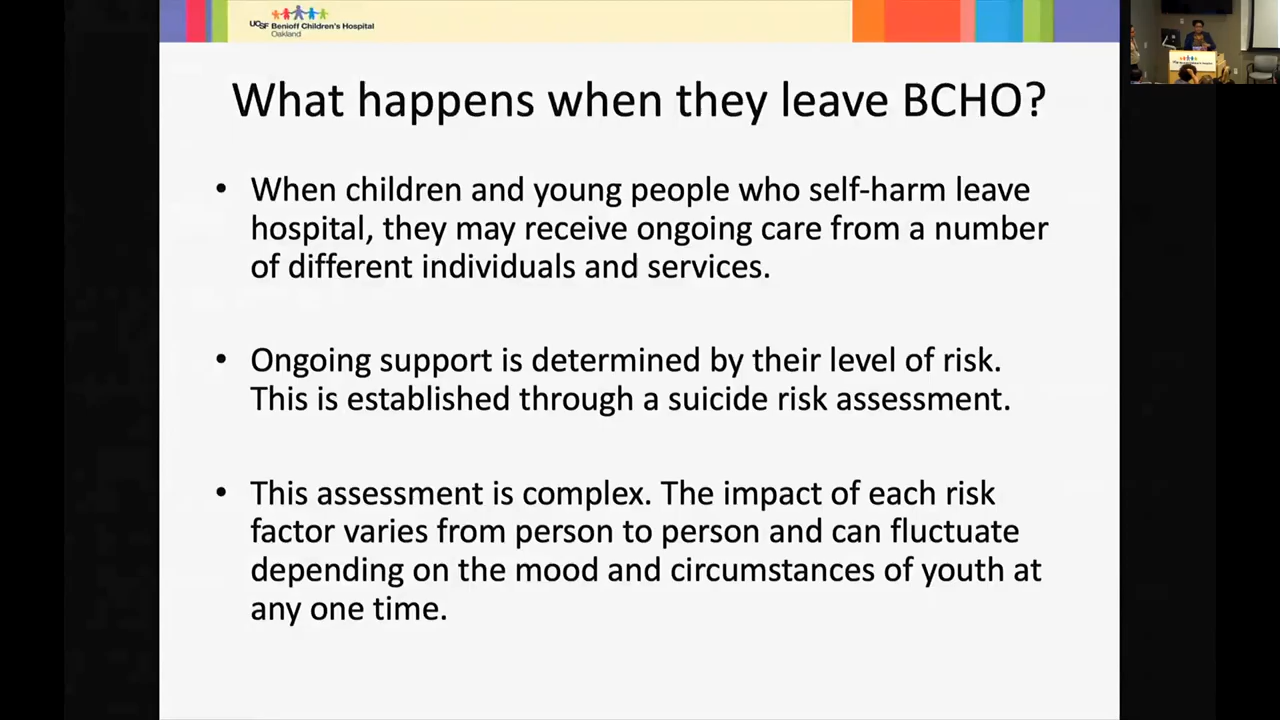 UCSF Benioff Children's Hospital
Oakland
What happens when they leave BCHO?
• When children and young people who self-harm leave
hospital, they may receive ongoing care from a number
of different individuals and services.
• Ongoing support is determined by their level of risk.
This is established through a suicide risk assessment.
• This assessment is complex. The impact of each risk
factor varies from person to person and can fluctuate
depending on the mood and circumstances of youth at
any one time.